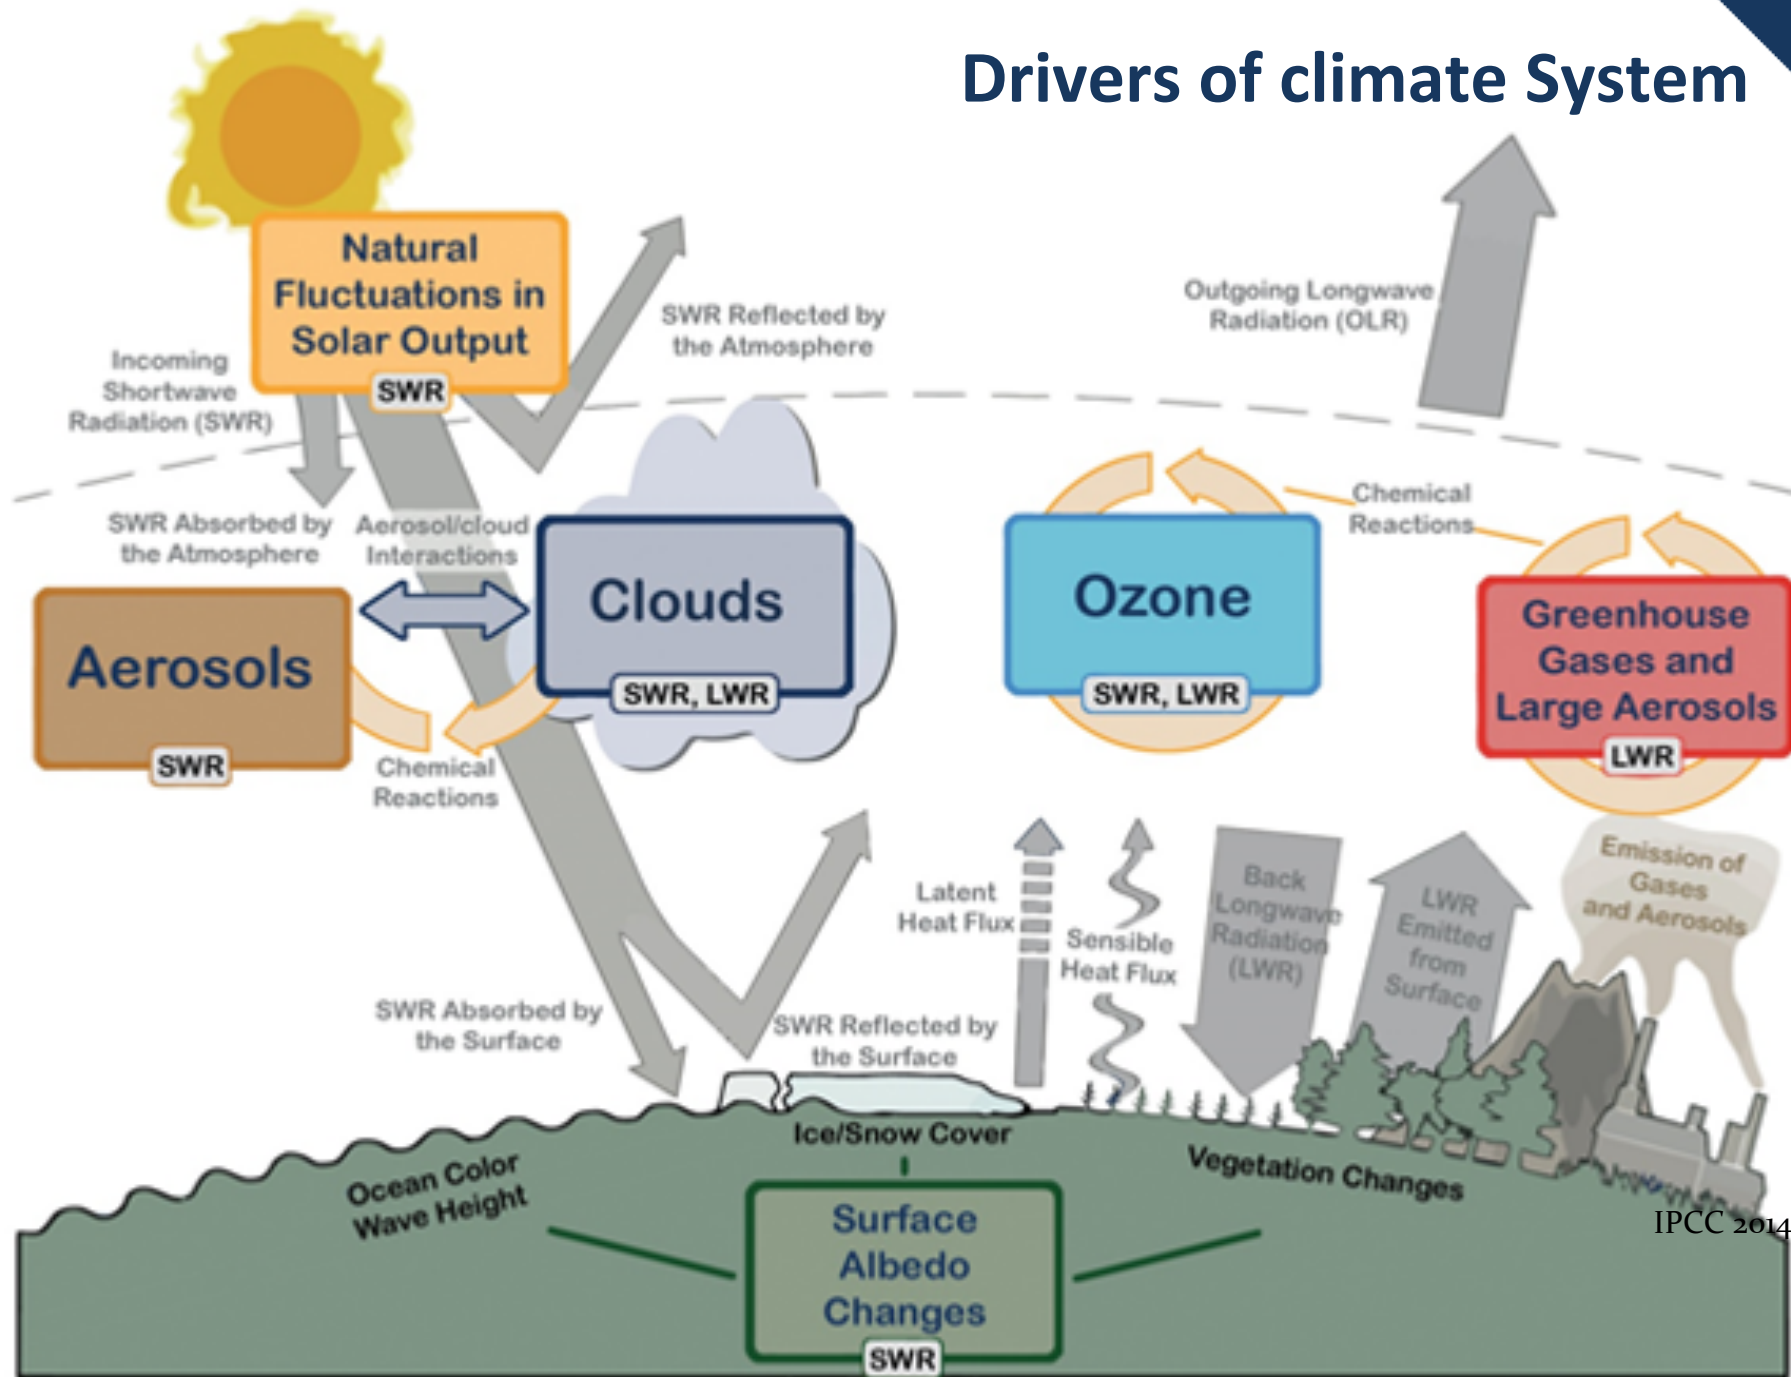 Drivers of climate System
Natural
Fluctuations in
Solar Output
SWR
Incoming
Shortwave
Radiation (SWR)
SWR Reflected by
the Atmosphere
Outgoing Longwave
Radiation (OLR)
SWR Absorbed by
the Atmosphere
Aerosol/cloud
Interactions
Chemical
Reactions
Aerosols
SWR
Clouds
SWR, LWR
Ozone
SWR, LWR
Greenhouse
Gases and
Large Aerosols
LWR
Chemical
Reactions
Emission of
Gases
and Aerosols
Latent
Heat Flux
Sensible
Heat Flux
Back
Longwave
Radiation
(LWR)
LWR
Emitted
from
Surface
SWR Absorbed by
the Surface
SWR Reflected by
the Surface
Ice/Snow Cover
Ocean Color
Wave Height
Vegetation Changes
IPCC 2014
Surface
Albedo
Changes
SWR